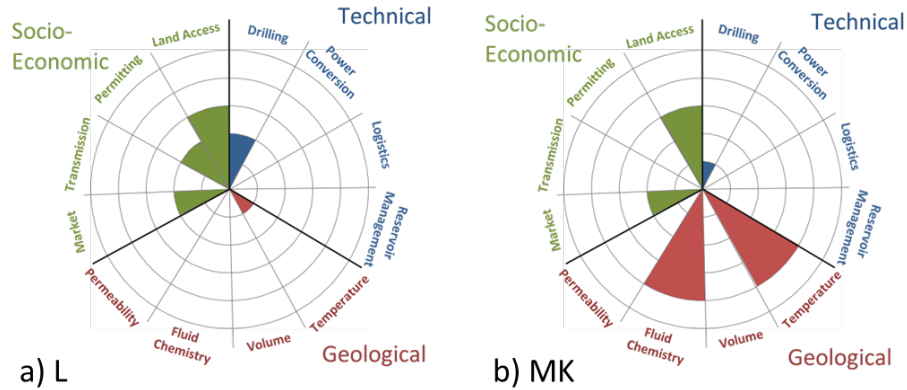 Socio-
Economic
Technical
Land Access
Drilling
Power
Conversion
Logistics
Reservoir
Management
Temperature
Volume
Fluid
Chemistry
Permeability
Market
Transmission
Permitting
Geological
a) L
Socio-
Economic
Technical
Land Access
Drilling
Power
Conversion
Logistics
Reservoir
Management
Temperature
Volume
Fluid
Chemistry
Permeability
Market
Transmission
Permitting
Geological
b) MK